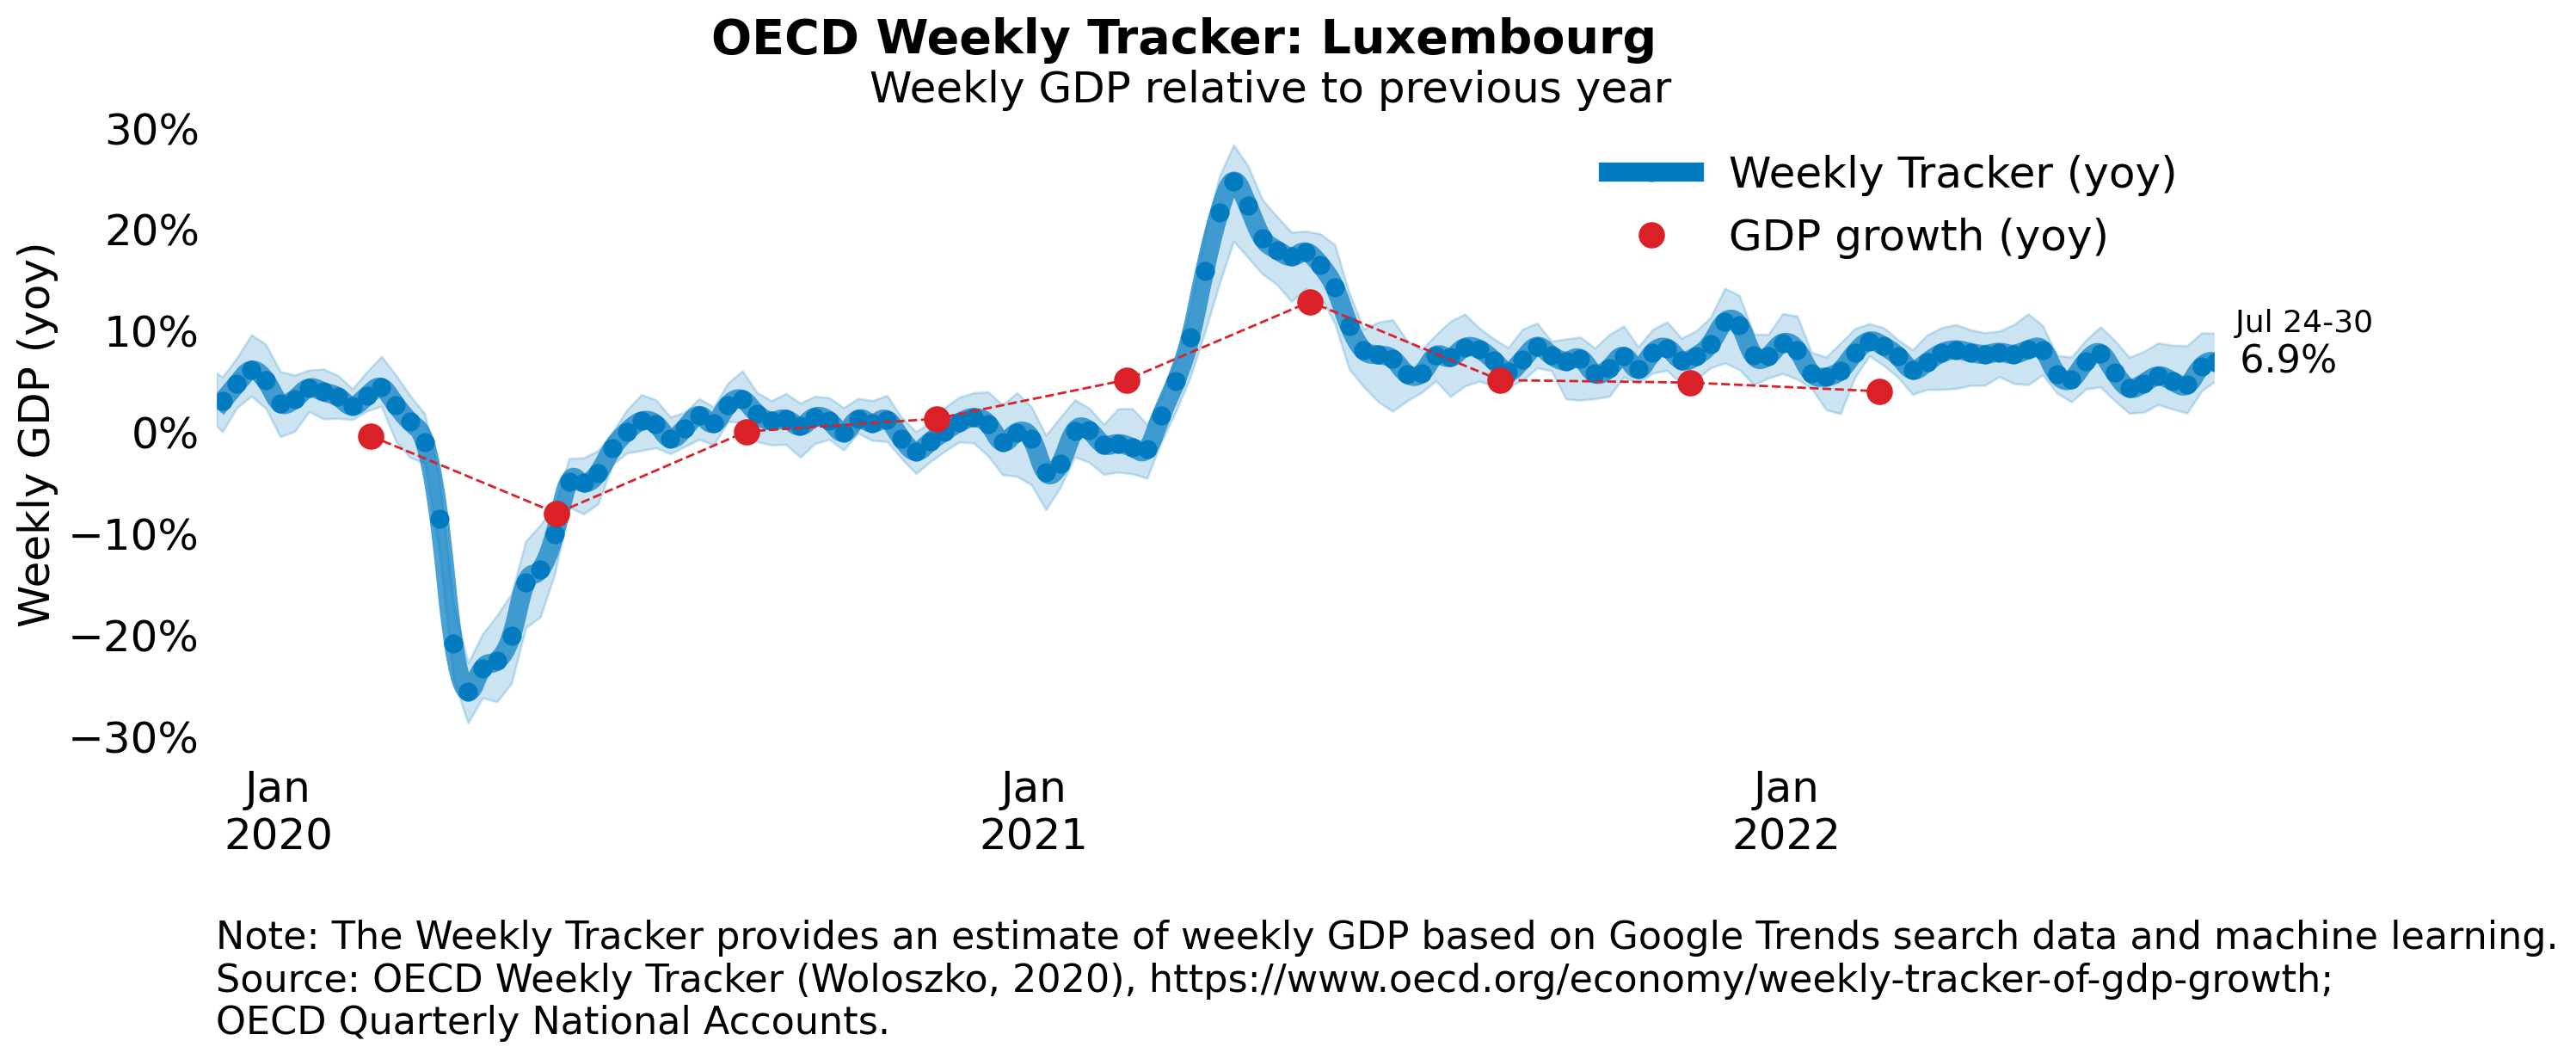 OECD Weekly Tracker: Luxembourg
Weekly GDP relative to previous year
Weekly GDP (yoy)
30%
20%
10%
0%
−10%
−20%
−30%
Weekly Tracker (yoy)
GDP growth (yoy)
Jul 24-30
6.9%
Jan
2020
Jan
2021
Jan
2022
Note: The Weekly Tracker provides an estimate of weekly GDP based on Google Trends search data and machine learning.
Source: OECD Weekly Tracker (Woloszko, 2020), https://www.oecd.org/economy/weekly-tracker-of-gdp-growth;
OECD Quarterly National Accounts.